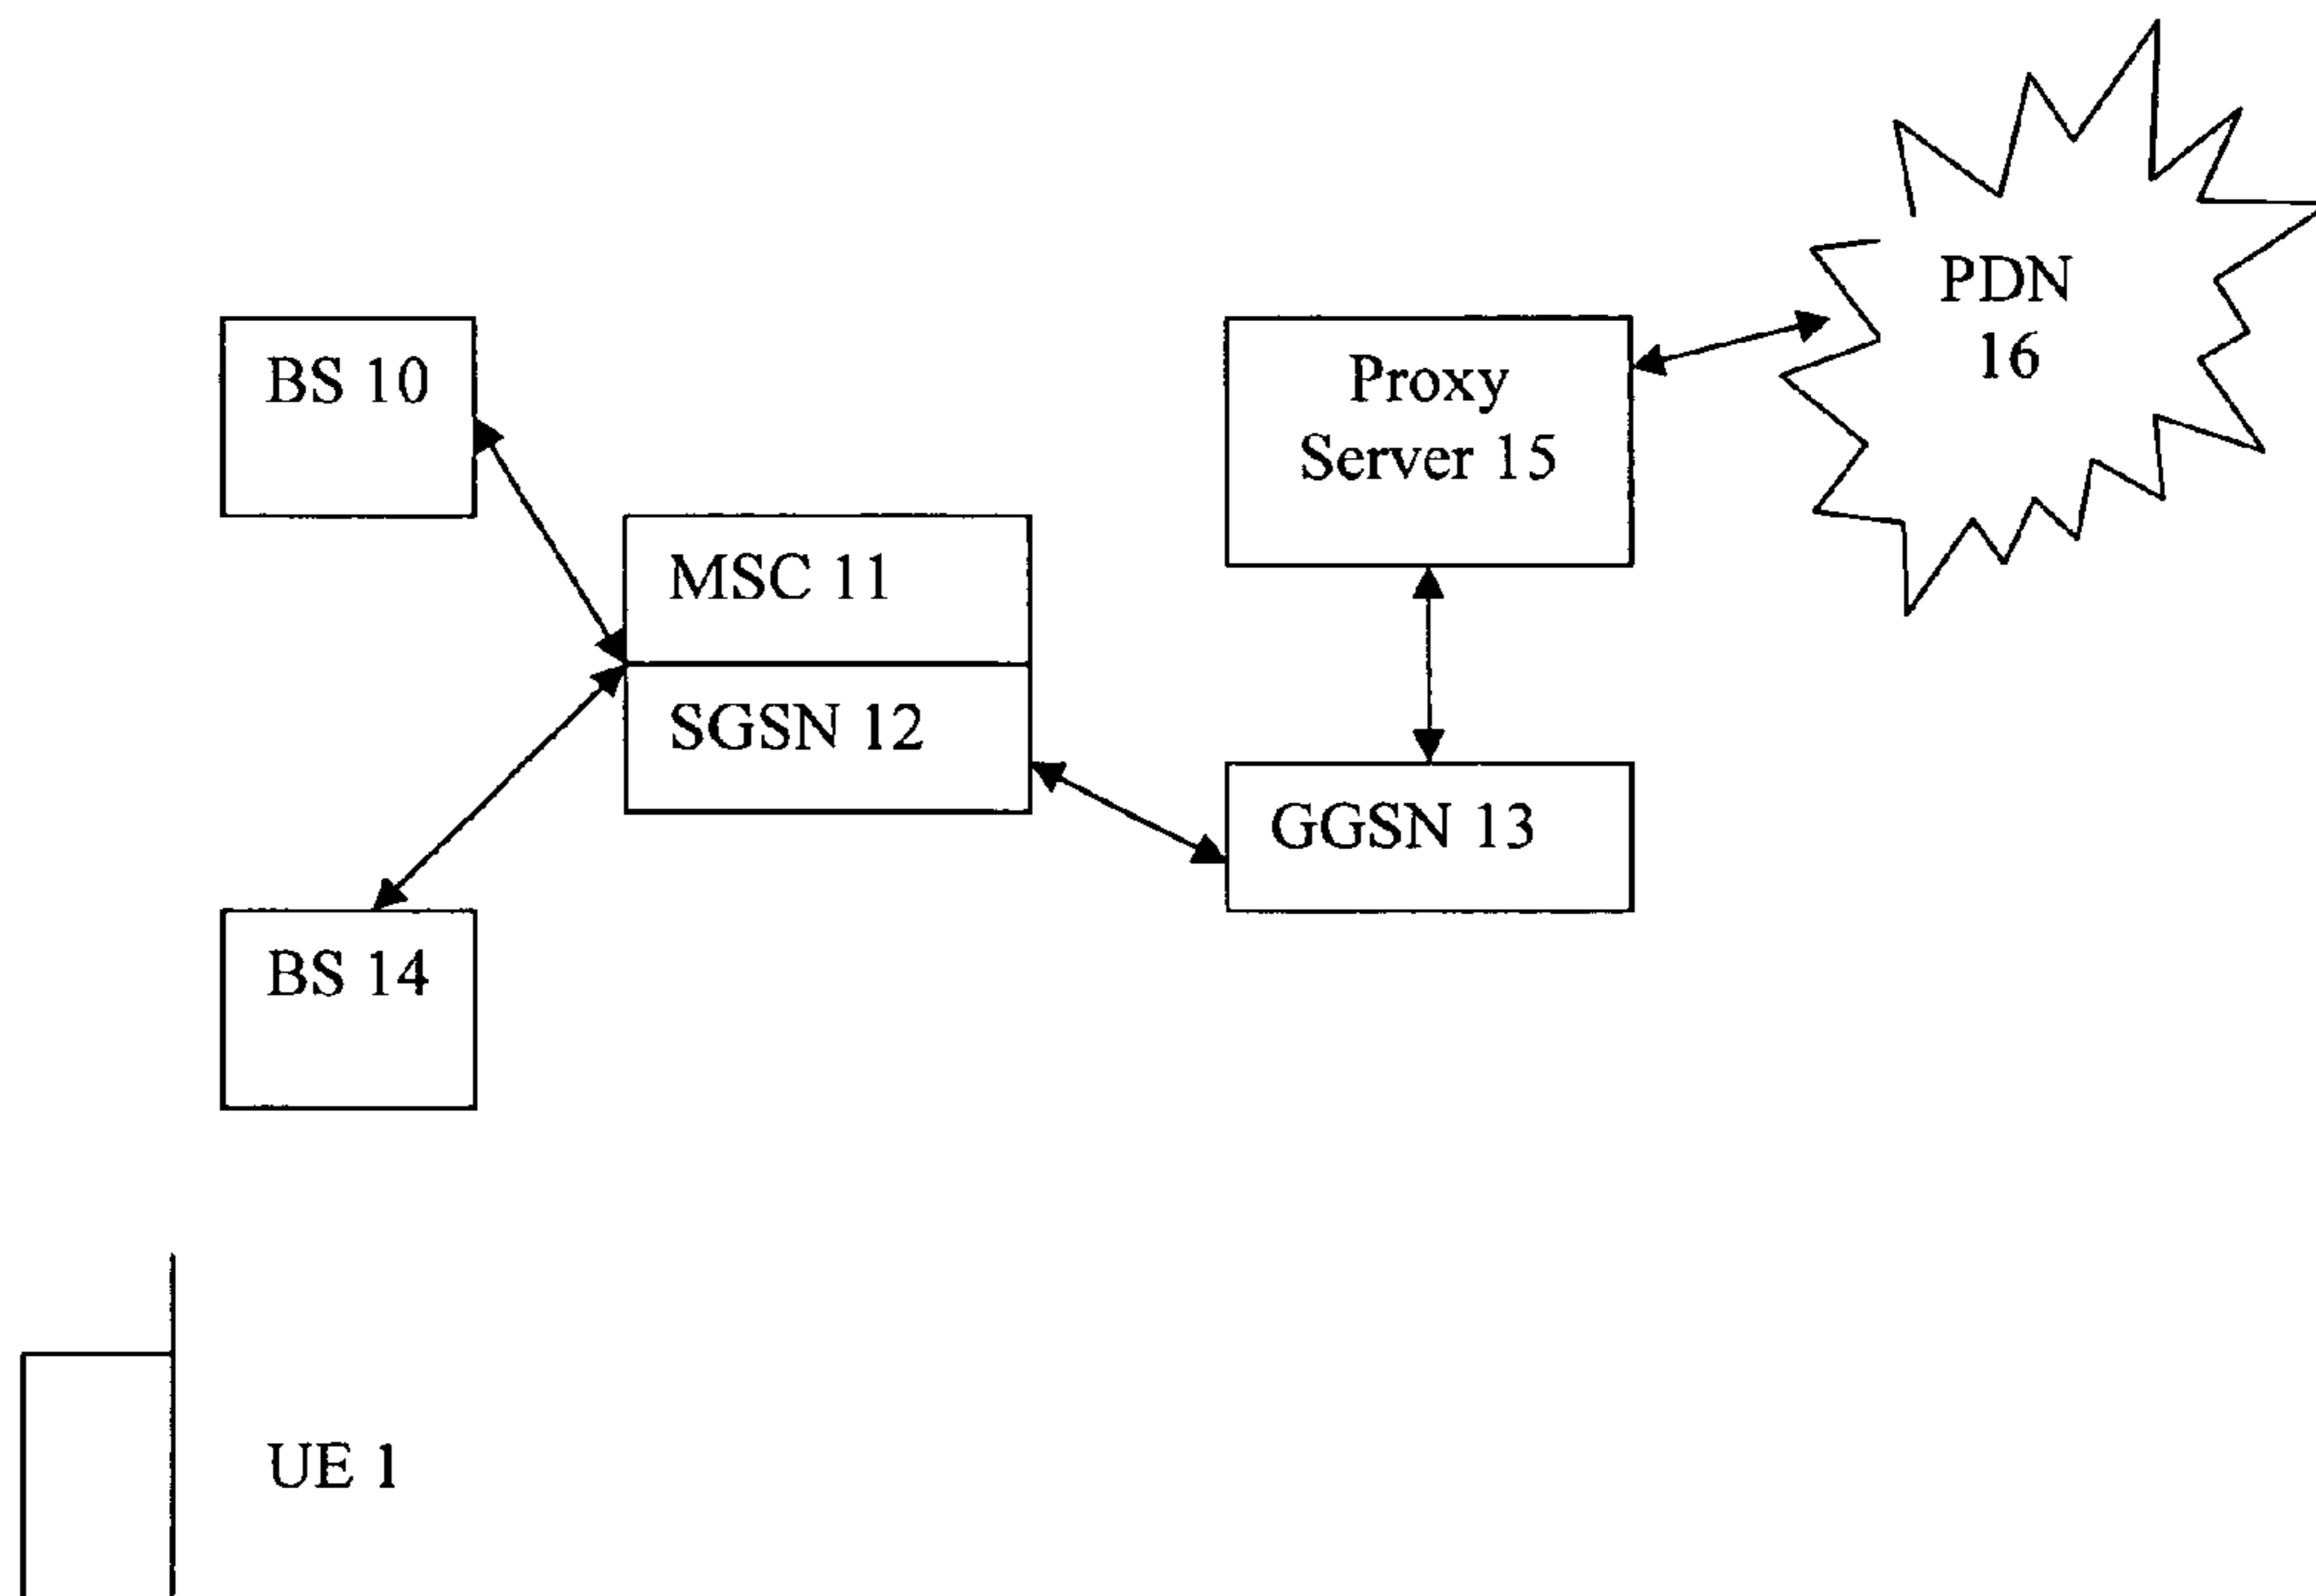 PDN
16
BS 10
Proxy
Server 15
MSC 11
SGSN 12
GGSN 13
BS 14
UE 1